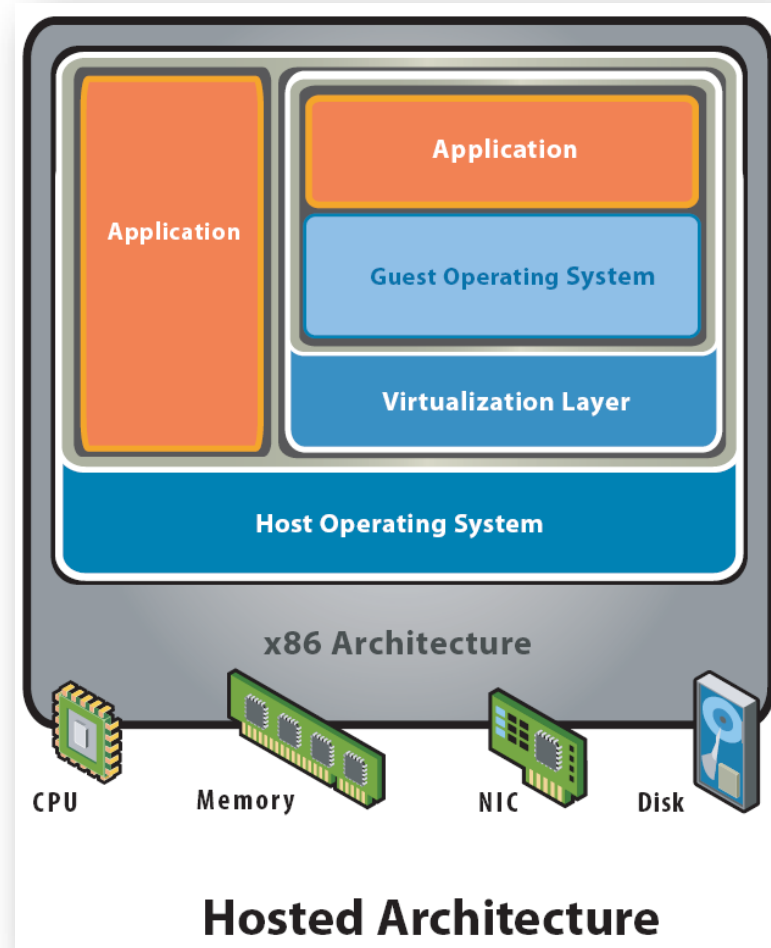 Application
Application
Guest Operating System
Virtualization Layer
Host Operating System
x86 Architecture
CPU
Memory
NIC
Disk
Hosted Architecture